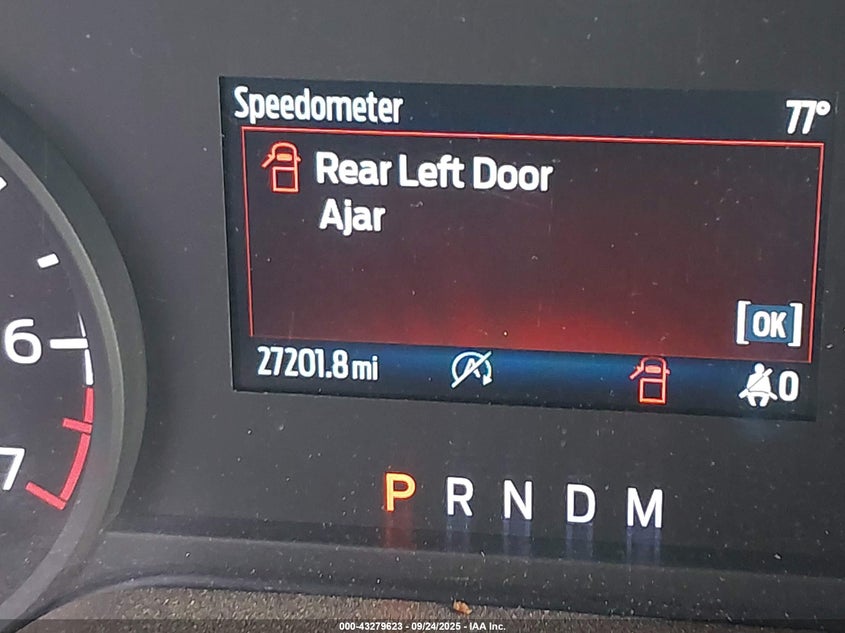 Speedometer 77°
Rear Left Door
Ajar
[OK]
6
27201.8 mi A 0
7
P R N D M
000-43279623 - 09/24/2025 - IAA Inc.